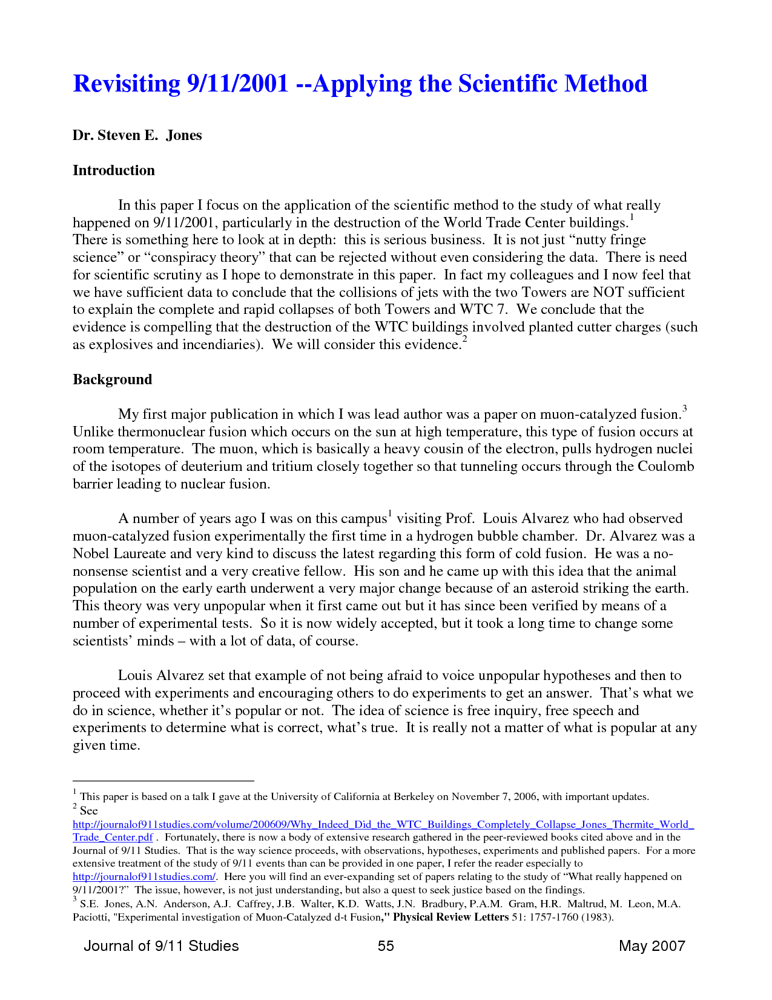 Revisiting 9/11/2001 --Applying the Scientific Method
Dr. Steven E. Jones
Introduction
In this paper I focus on the application of the scientific method to the study of what really
happened on 9/11/2001, particularly in the destruction of the World Trade Center buildings.1
There is something here to look at in depth: this is serious business. It is not just “nutty fringe
science” or “conspiracy theory” that can be rejected without even considering the data. There is need
for scientific scrutiny as I hope to demonstrate in this paper. In fact my colleagues and I now feel that
we have sufficient data to conclude that the collisions of jets with the two Towers are NOT sufficient
to explain the complete and rapid collapses of both Towers and WTC 7. We conclude that the
evidence is compelling that the destruction of the WTC buildings involved planted cutter charges (such
as explosives and incendiaries). We will consider this evidence.2
Background
My first major publication in which I was lead author was a paper on muon-catalyzed fusion.3
Unlike thermonuclear fusion which occurs on the sun at high temperature, this type of fusion occurs at
room temperature. The muon, which is basically a heavy cousin of the electron, pulls hydrogen nuclei
of the isotopes of deuterium and tritium closely together so that tunneling occurs through the Coulomb
barrier leading to nuclear fusion.
A number of years ago I was on this campus1 visiting Prof. Louis Alvarez who had observed
muon-catalyzed fusion experimentally the first time in a hydrogen bubble chamber. Dr. Alvarez was a
Nobel Laureate and very kind to discuss the latest regarding this form of cold fusion. He was a no-
nonsense scientist and a very creative fellow. His son and he came up with this idea that the animal
population on the early earth underwent a very major change because of an asteroid striking the earth.
This theory was very unpopular when it first came out but it has since been verified by means of a
number of experimental tests. So it is now widely accepted, but it took a long time to change some
scientists’ minds – with a lot of data, of course.
Louis Alvarez set that example of not being afraid to voice unpopular hypotheses and then to
proceed with experiments and encouraging others to do experiments to get an answer. That’s what we
do in science, whether it’s popular or not. The idea of science is free inquiry, free speech and
experiments to determine what is correct, what’s true. It is really not a matter of what is popular at any
given time.
1 This paper is based on a talk I gave at the University of California at Berkeley on November 7, 2006, with important updates.
2 See
http://journalof911studies.com/volume/200609/Why_Indeed_Did_the_WTC_Buildings_Completely_Collapse_Jones_Thermite_World_
Trade_Center.pdf . Fortunately, there is now a body of extensive research gathered in the peer-reviewed books cited above and in the
Journal of 9/11 Studies. That is the way science proceeds, with observations, hypotheses, experiments and published papers. For a more
extensive treatment of the study of 9/11 events than can be provided in one paper, I refer the reader especially to
http://journalof911studies.com/. Here you will find an ever-expanding set of papers relating to the study of “What really happened on
9/11/2001?” The issue, however, is not just understanding, but also a quest to seek justice based on the findings.
3 S.E. Jones, A.N. Anderson, A.J. Caffrey, J.B. Walter, K.D. Watts, J.N. Bradbury, P.A.M. Gram, H.R. Maltrud, M. Leon, M.A.
Paciotti, "Experimental investigation of Muon-Catalyzed d-t Fusion," Physical Review Letters 51: 1757-1760 (1983).
Journal of 9/11 Studies 55 May 2007